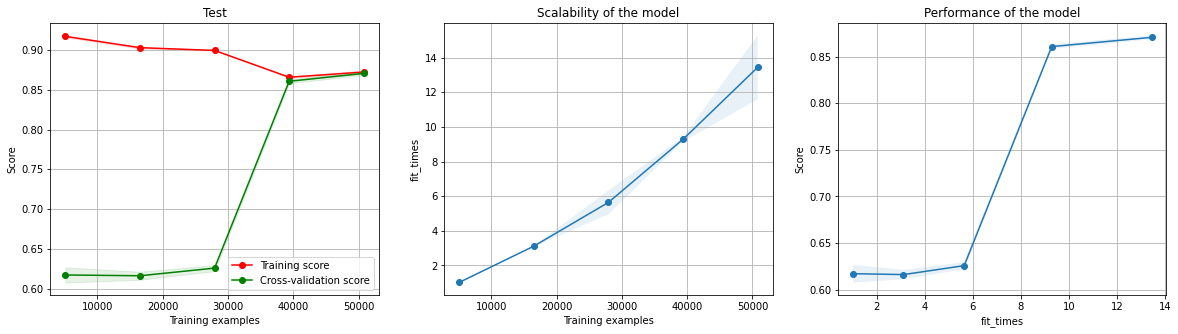 Test
Score
0.90
0.85
0.80
0.75
0.70
0.65
0.60
Training score
Cross-validation score
10000 20000 30000 40000 50000
Training examples
Scalability of the model
fit_times
14
12
10
8
6
4
2
10000 20000 30000 40000 50000
Training examples
Performance of the model
Score
0.85
0.80
0.75
0.70
0.65
0.60
2 4 6 8 10 12 14
fit_times